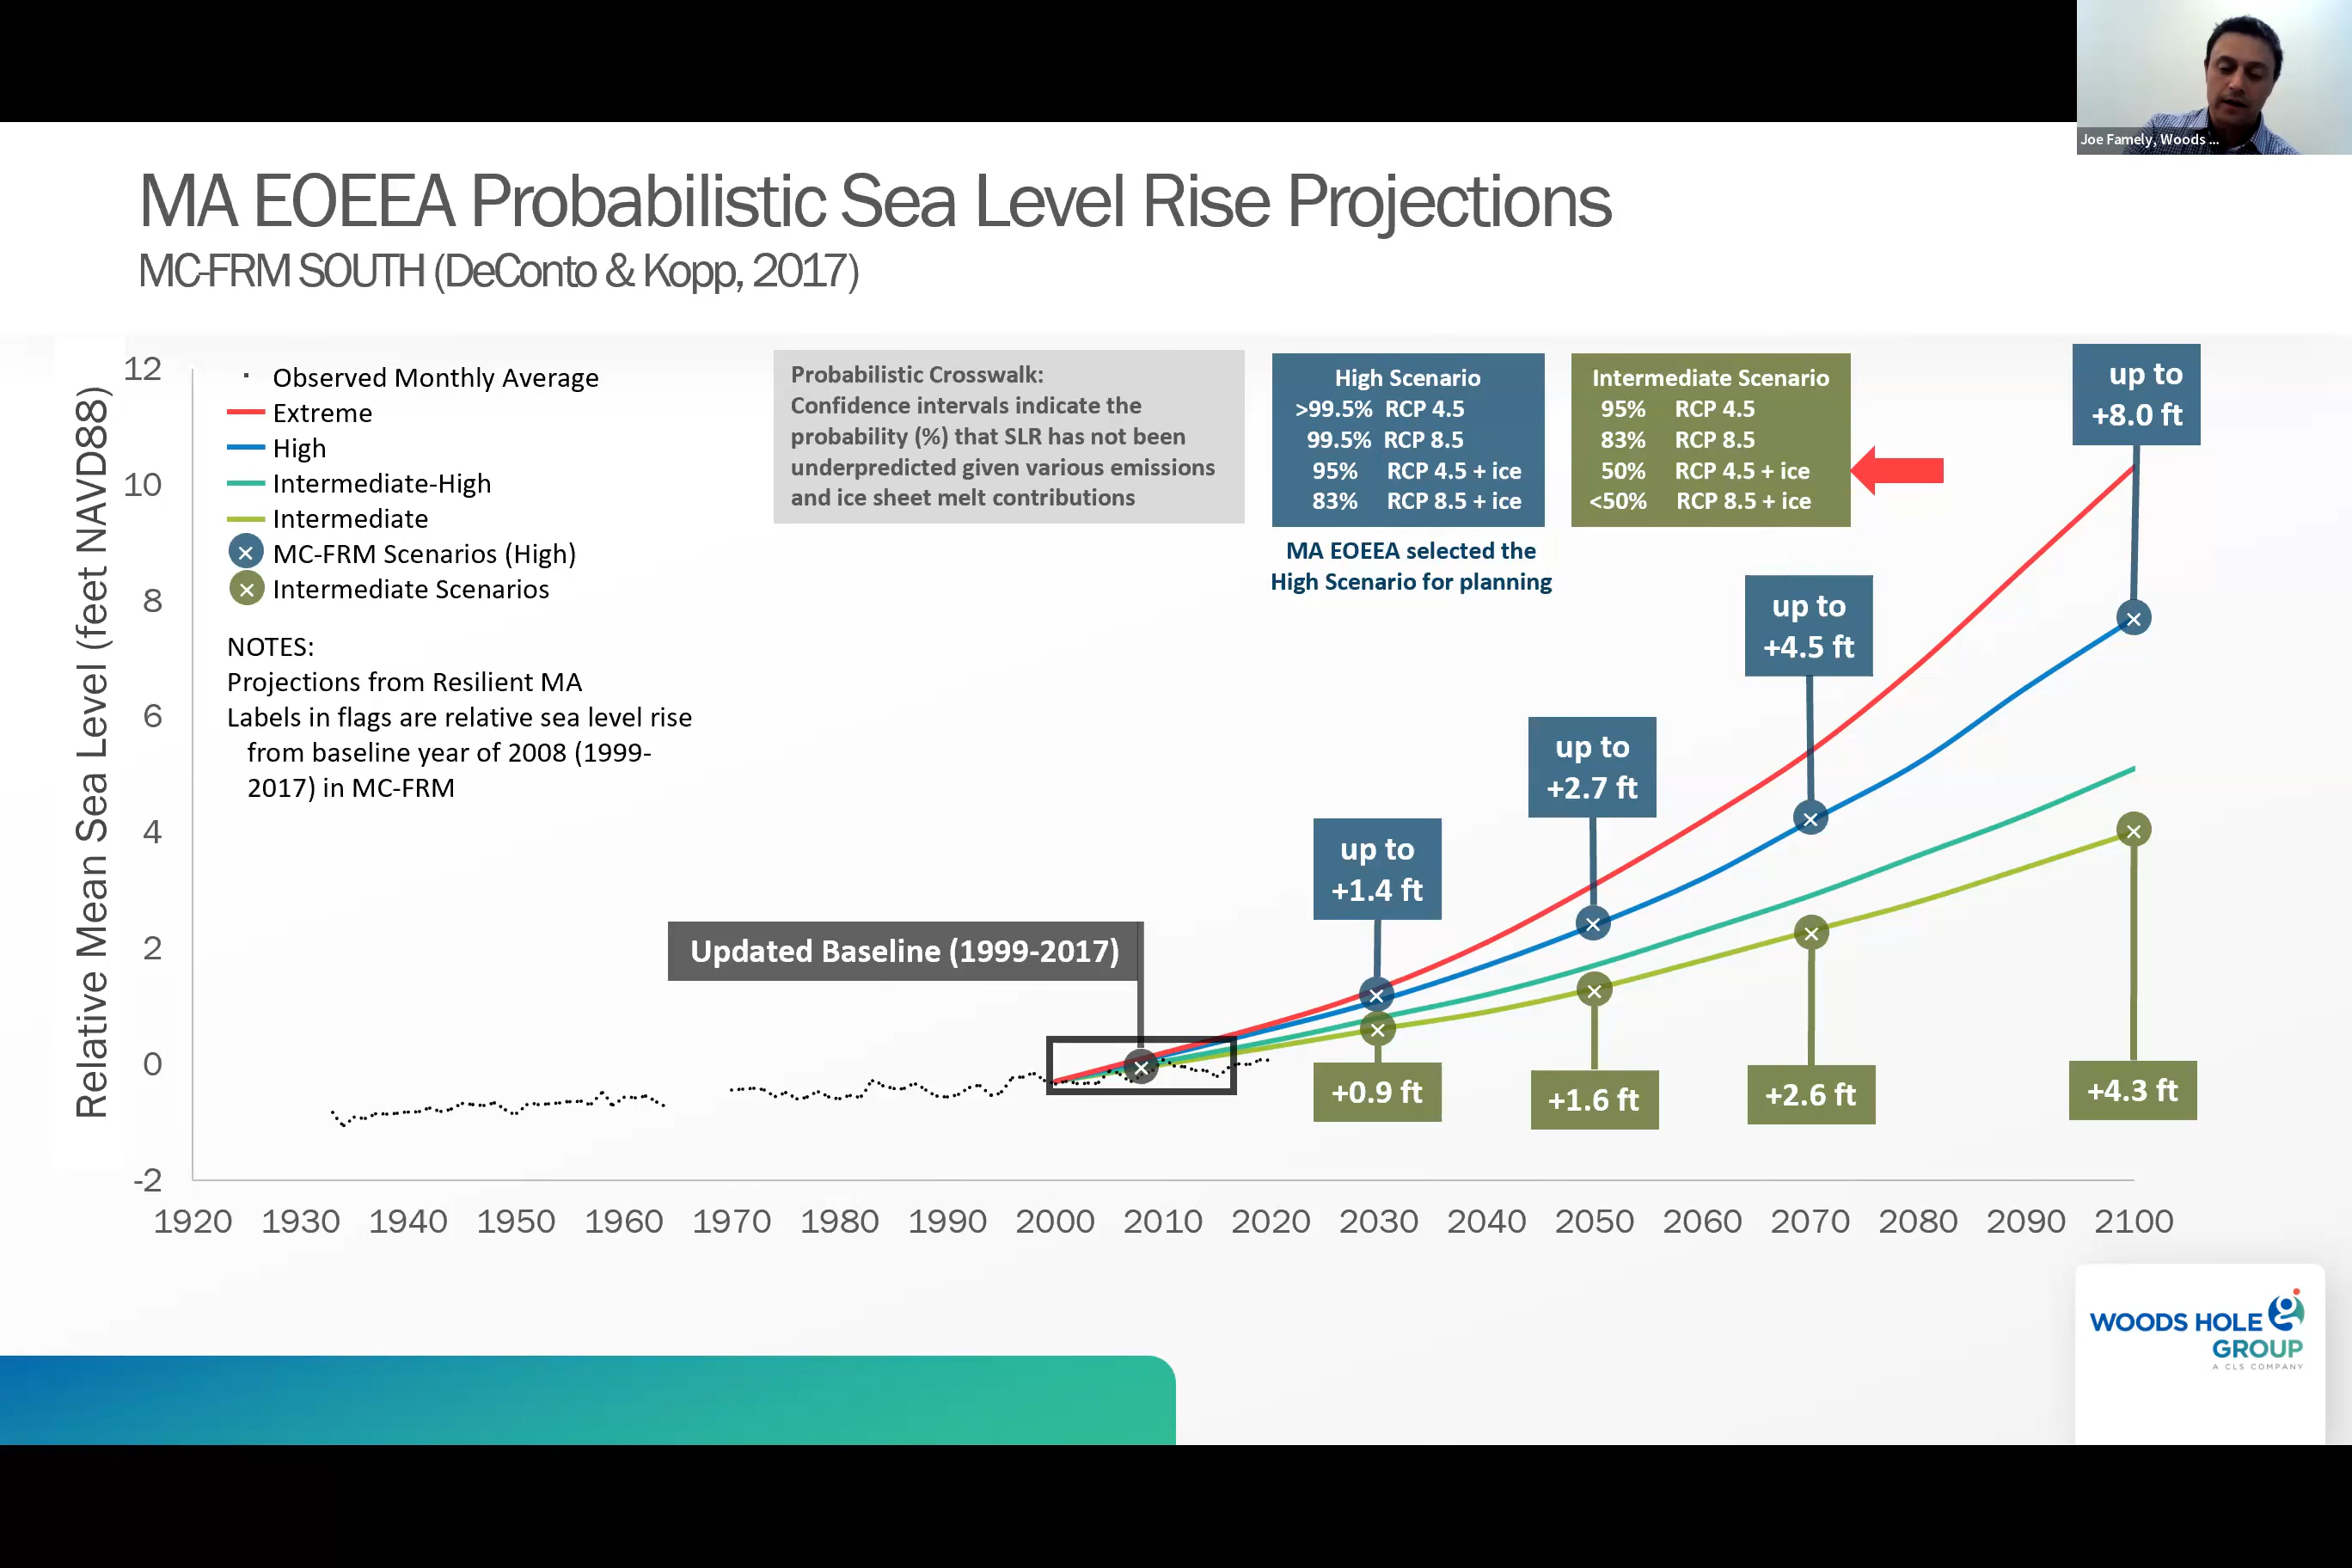 Joe Famely, Woods ...
MA EOEEA Probabilistic Sea Level Rise Projections
MC-FRM SOUTH (DeConto & Kopp, 2017)
Relative Mean Sea Level (feet NAVD88)
12
10
8
6
4
2
0
-2
Observed Monthly Average
Extreme
High
Intermediate-High
Intermediate
MC-FRM Scenarios (High)
Intermediate Scenarios
NOTES:
Projections from Resilient MA
Labels in flags are relative sea level rise
from baseline year of 2008 (1999-
2017) in MC-FRM
Probabilistic Crosswalk:
Confidence intervals indicate the
probability (%) that SLR has not been
underpredicted given various emissions
and ice sheet melt contributions
High Scenario
>99.5% RCP 4.5
99.5% RCP 8.5
95% RCP 4.5 + ice
83% RCP 8.5 + ice
MA EOEEA selected the
High Scenario for planning
Intermediate Scenario
95% RCP 4.5
83% RCP 8.5
50% RCP 4.5 + ice
<50% RCP 8.5 + ice
up to
+8.0 ft
up to
+4.5 ft
up to
+2.7 ft
up to
+1.4 ft
Updated Baseline (1999-2017)
+0.9 ft
+1.6 ft
+2.6 ft
+4.3 ft
1920 1930 1940 1950 1960 1970 1980 1990 2000 2010 2020 2030 2040 2050 2060 2070 2080 2090 2100
WOODS HOLE
GROUP
A CLS COMPANY